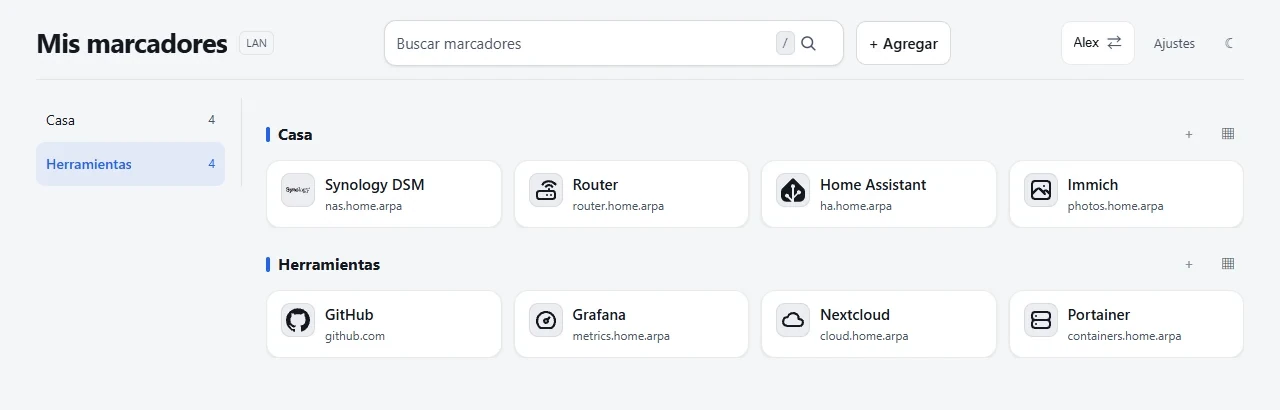 Mis marcadores
LAN
Buscar marcadores
/
+ Agregar
Alex
Ajustes
Casa 4
Herramientas 4
Casa
+
Synology
Synology DSM
nas.home.arpa
Router
router.home.arpa
Home Assistant
ha.home.arpa
Immich
photos.home.arpa
Herramientas
+
GitHub
github.com
Grafana
metrics.home.arpa
Nextcloud
cloud.home.arpa
Portainer
containers.home.arpa